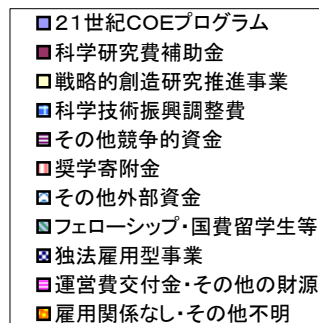 21世紀COEプログラム
科学研究費補助金
戦略的創造研究推進事業
科学技術振興調整費
その他競争的資金
奨学寄附金
その他外部資金
フェローシップ・国費留学生等
独法雇用型事業
運営費交付金・その他の財源
雇用関係なし・その他不明